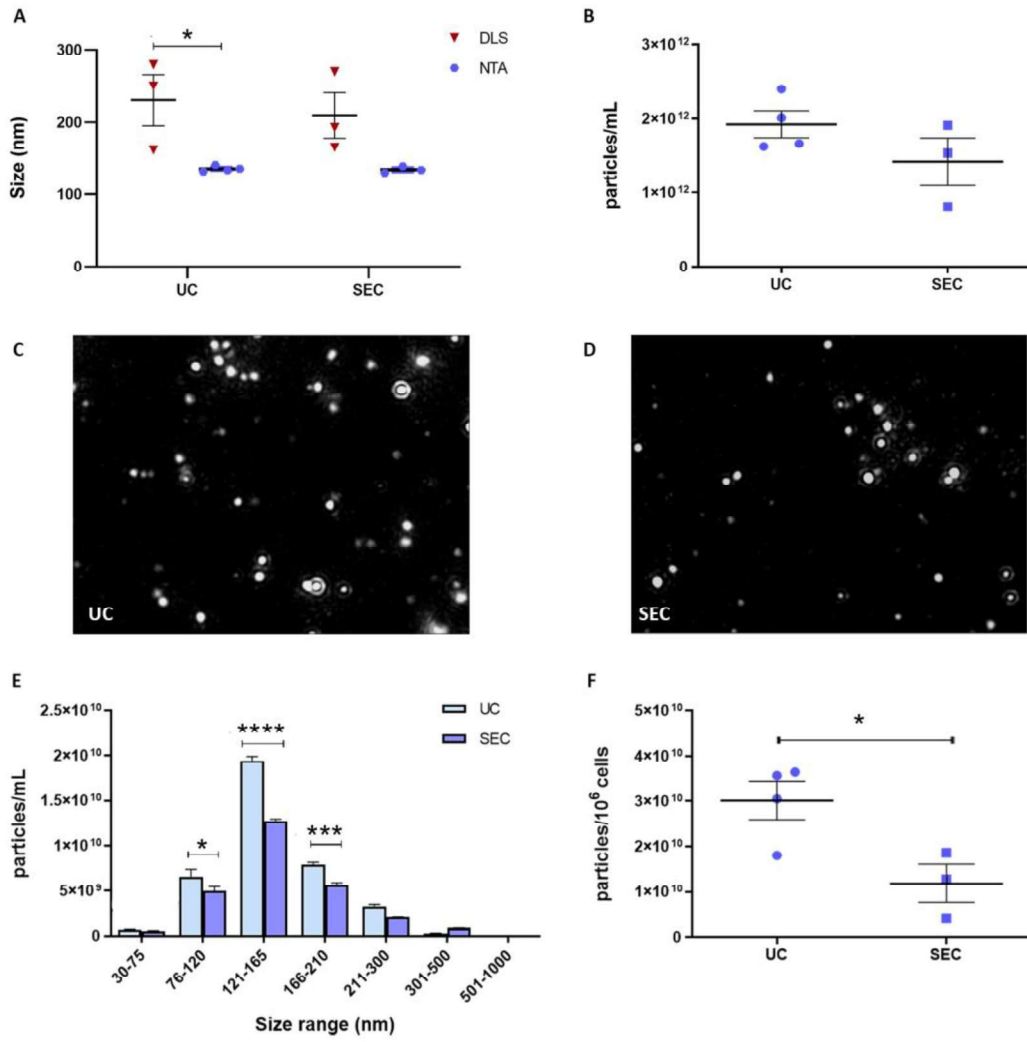 A
*
DLS
NTA
300
200
100
0
Size (nm)
UC
SEC
B
3×10¹²
2×10¹²
1×10¹²
0
particles/mL
UC
SEC
C
UC
D
SEC
E
UC
SEC
2.5×10¹⁰
2×10¹⁰
1.5×10¹⁰
1×10¹⁰
5×10⁹
0
particles/mL
*
****
***
30-75
76-120
121-165
166-210
211-300
301-500
501-1000
Size range (nm)
F
*
5×10¹⁰
4×10¹⁰
3×10¹⁰
2×10¹⁰
1×10¹⁰
0
particles/10⁶ cells
UC
SEC